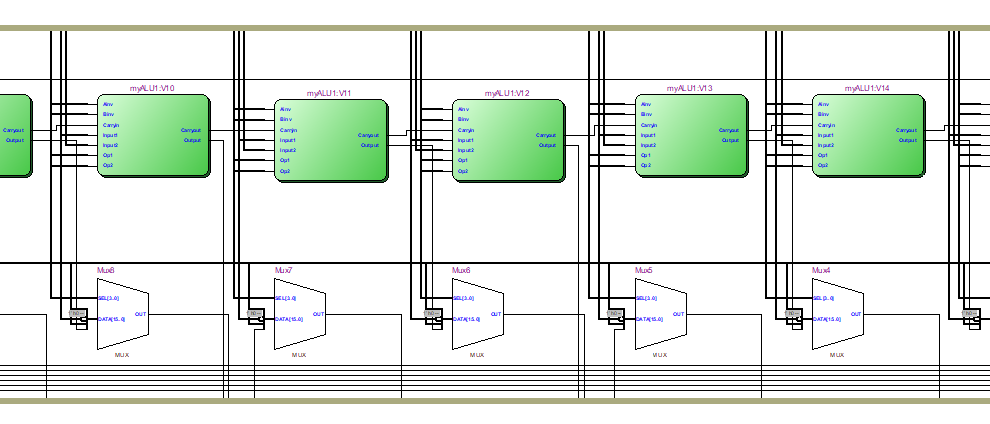 myALU1:V10
Ainv
Binv
Carryin
Input1
Input2
Op1
Op2
Carryout
Output
myALU1:V11
Ainv
Binv
Carryin
Input1
Input2
Op1
Op2
Carryout
Output
myALU1:V12
Ainv
Binv
Carryin
Input1
Input2
Op1
Op2
Carryout
Output
myALU1:V13
Ainv
Binv
Carryin
Input1
Input2
Op1
Op2
Carryout
Output
myALU1:V14
Ainv
Binv
Carryin
Input1
Input2
Op1
Op2
Carryout
Output
Carryout
Output
Mux8
SEL[3..0]
DATA[15..0]
OUT
MUX
Mux7
SEL[3..0]
DATA[15..0]
OUT
MUX
Mux6
SEL[3..0]
DATA[15..0]
OUT
MUX
Mux5
SEL[3..0]
DATA[15..0]
OUT
MUX
Mux4
SEL[3..0]
DATA[15..0]
OUT
MUX